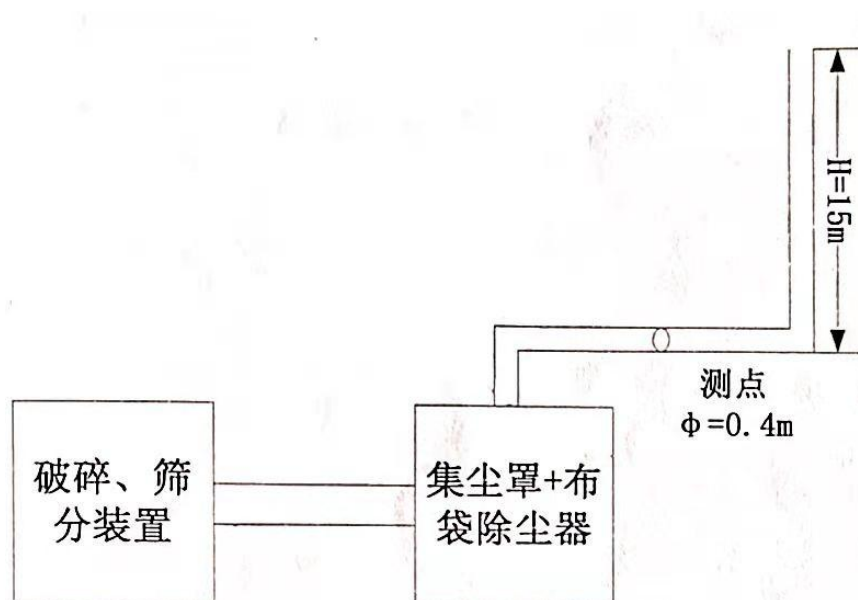 H=15m
测点
Φ=0.4m
破碎、筛
分装置
集尘罩+布
袋除尘器